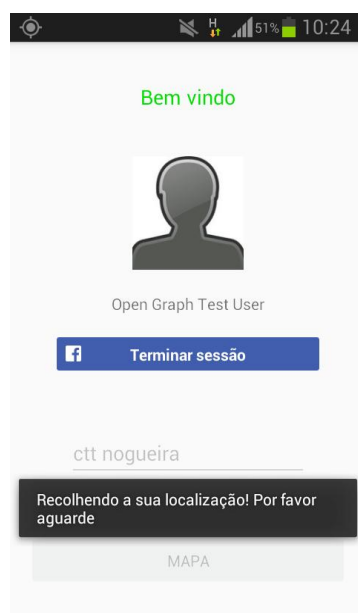 H 51% 10:24
Bem vindo
Open Graph Test User
f Terminar sessão
ctt nogueira
Recolhendo a sua localização! Por favor
aguarde
MAPA